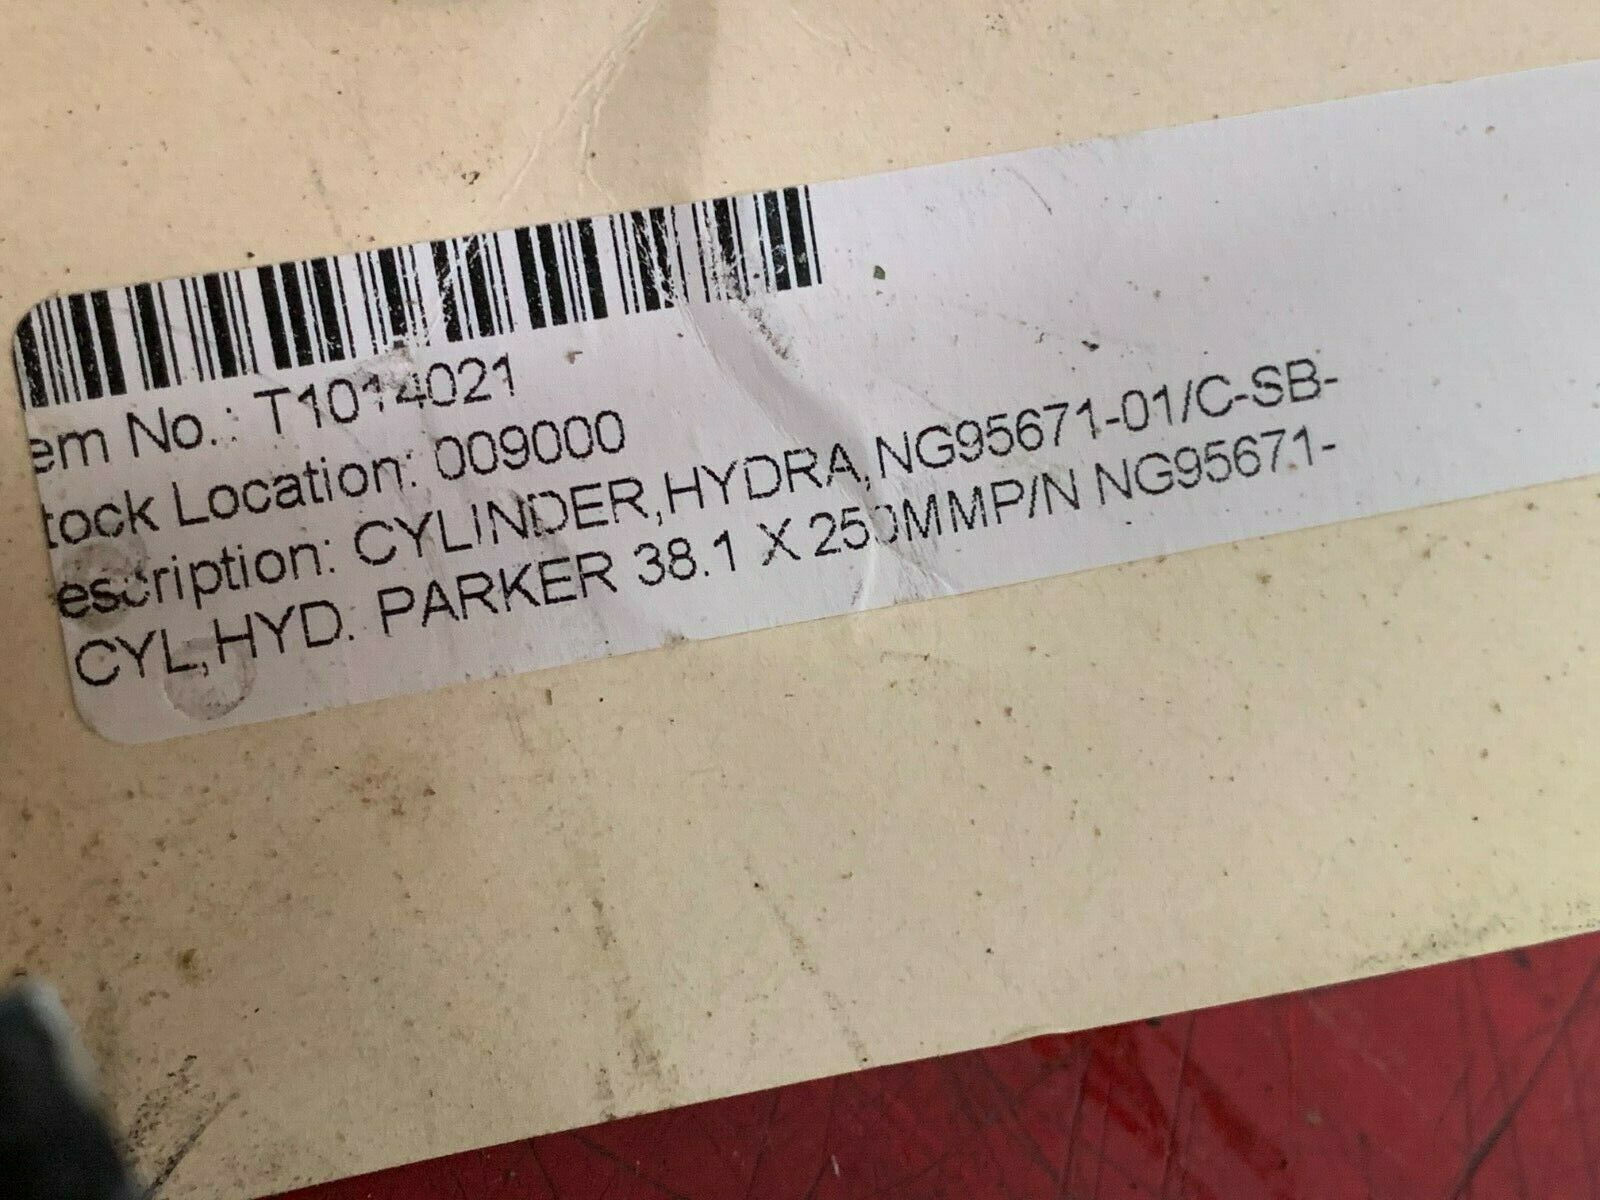 em No.: T1014021
tock Location: 009000
escription: CYLINDER,HYDRA,NG95671-01/C-SB-
CYL,HYD. PARKER 38.1 X 250MMP/N NG95671-